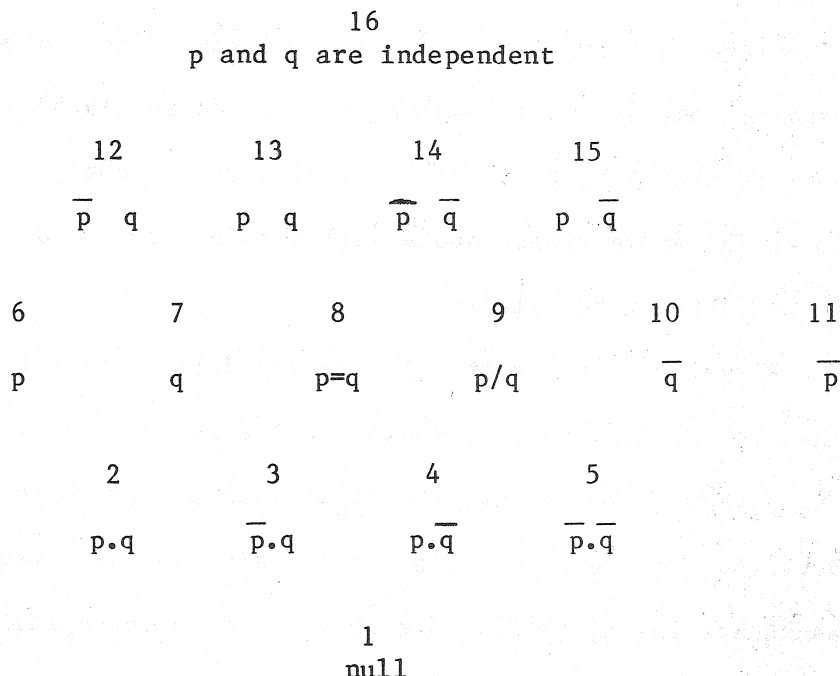 16
p and q are independent
12 13 14 15
p̅ q p q p̅ q̅ p q̅
6 7 8 9 10 11
p q p=q p/q q̅ p̅
2 3 4 5
p.q p̅.q p.q̅ p̅.q̅
1
null